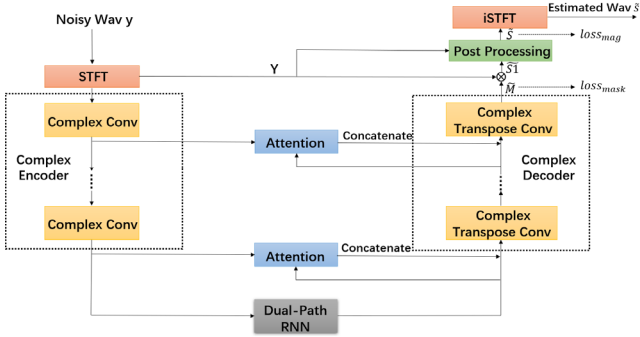 Noisy Wav y
STFT
Complex Conv
Complex
Encoder
Complex Conv
Y
Attention
Concatenate
Attention
Concatenate
Dual-Path
RNN
iSTFT
Estimated Wav s̃
S̃
loss_mag
Post Processing
S̃1
⊗
M̃
loss_mask
Complex
Transpose Conv
Complex
Decoder
Complex
Transpose Conv